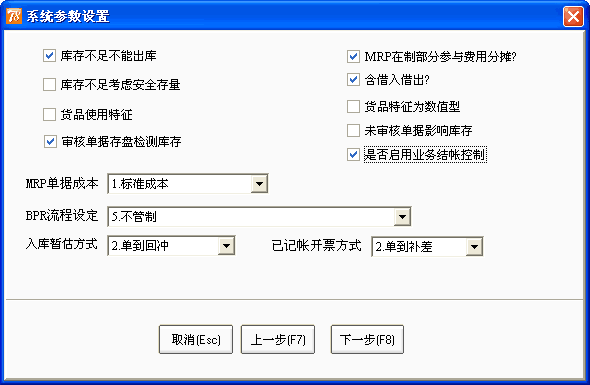 系统参数设置
库存不足不能出库
MRP在制部分参与费用分摊?
库存不足考虑安全存量
含借入借出?
货品使用特征
货品特征为数值型
审核单据存盘检测库存
未审核单据影响库存
是否启用业务结帐控制
MRP单据成本 1.标准成本
BPR流程设定 5.不管制
入库暂估方式 2.单到回冲 已记帐开票方式 2.单到补差
取消(Esc) 上一步(F7) 下一步(F8)